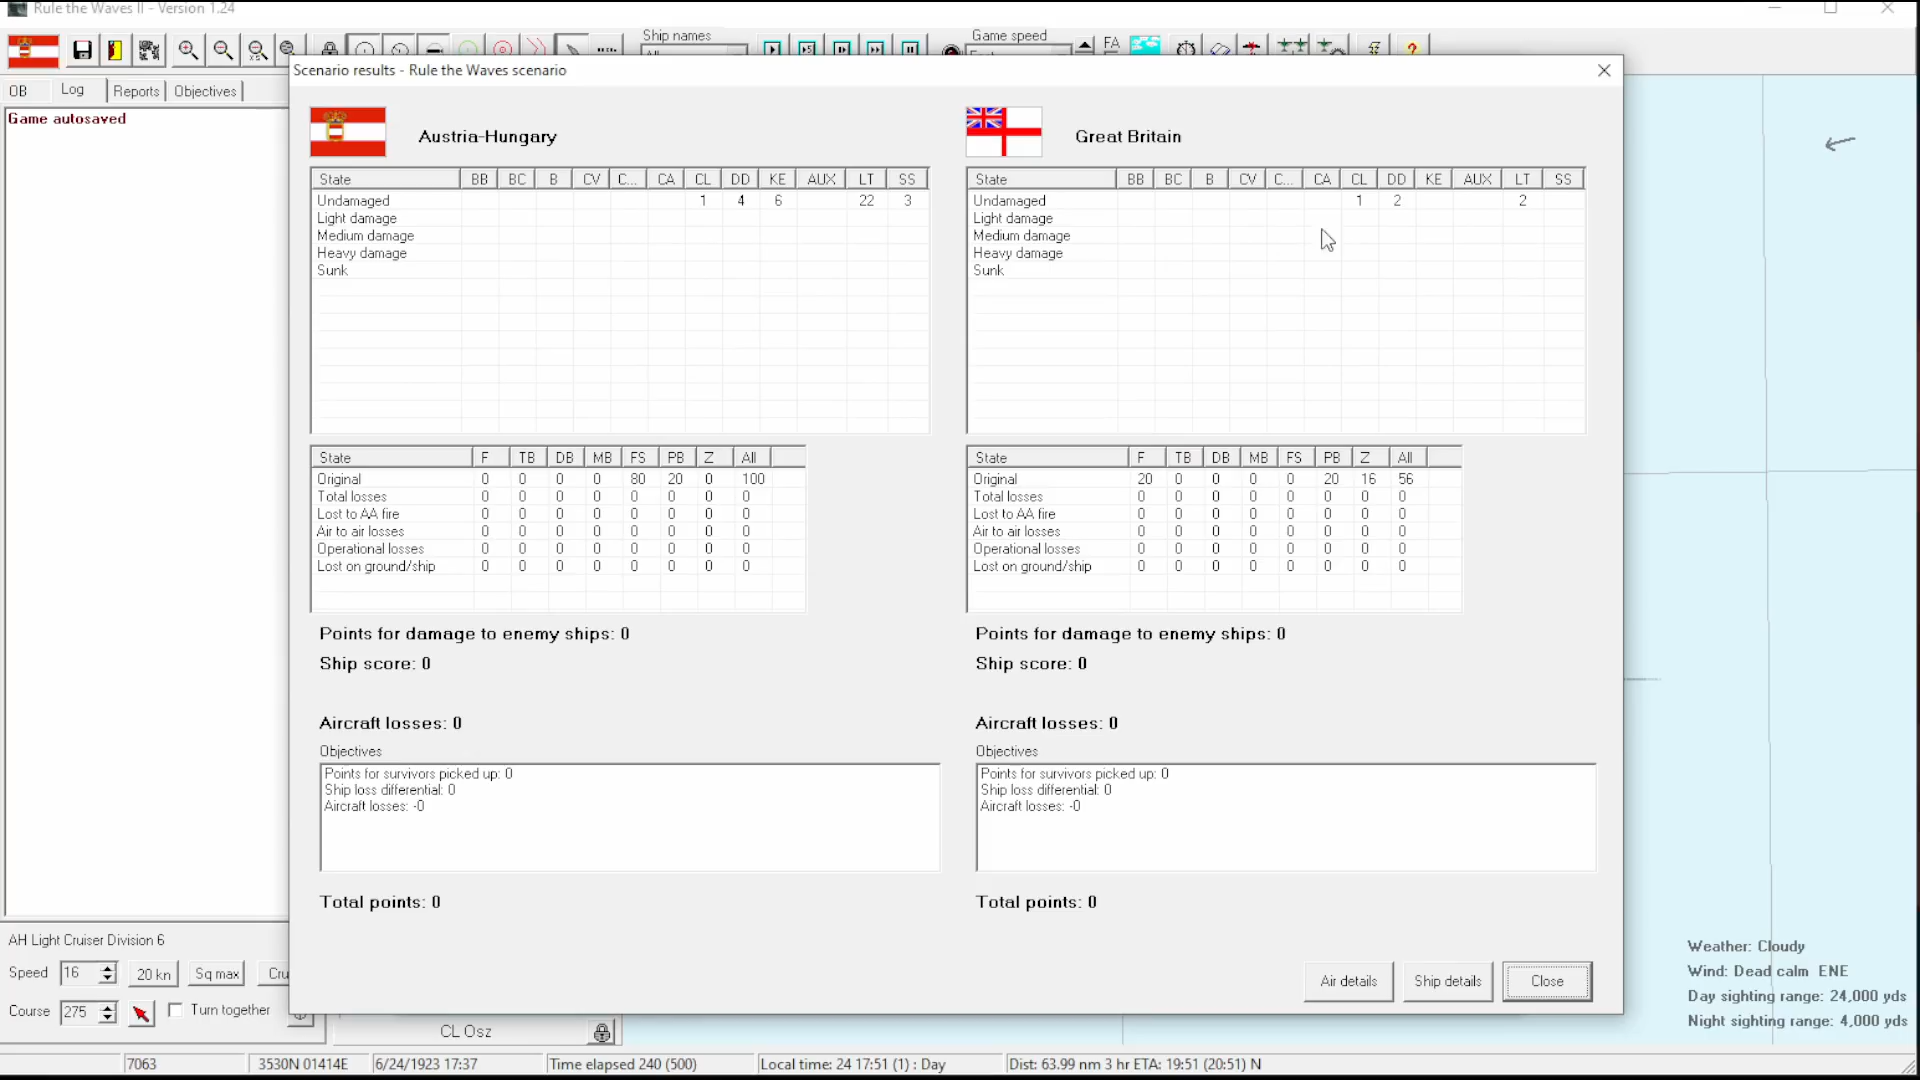 Rule the Waves II - Version 1.24
Ship names
Game speed
FA
OB Log Reports Objectives
Game autosaved
Scenario results - Rule the Waves scenario
Austria-Hungary
State BB BC B CV C... CA CL DD KE AUX LT SS
Undamaged 1 4 6 22 3
Light damage
Medium damage
Heavy damage
Sunk
State F TB DB MB FS PB Z All
Original 0 0 0 0 80 20 0 100
Total losses 0 0 0 0 0 0 0 0
Lost to AA fire 0 0 0 0 0 0 0 0
Air to air losses 0 0 0 0 0 0 0 0
Operational losses 0 0 0 0 0 0 0 0
Lost on ground/ship 0 0 0 0 0 0 0 0
Points for damage to enemy ships: 0
Ship score: 0
Aircraft losses: 0
Objectives
Points for survivors picked up: 0
Ship loss differential: 0
Aircraft losses: -0
Total points: 0
Great Britain
State BB BC B CV C... CA CL DD KE AUX LT SS
Undamaged 1 2 2
Light damage
Medium damage
Heavy damage
Sunk
State F TB DB MB FS PB Z All
Original 20 0 0 0 0 20 16 56
Total losses 0 0 0 0 0 0 0 0
Lost to AA fire 0 0 0 0 0 0 0 0
Air to air losses 0 0 0 0 0 0 0 0
Operational losses 0 0 0 0 0 0 0 0
Lost on ground/ship 0 0 0 0 0 0 0 0
Points for damage to enemy ships: 0
Ship score: 0
Aircraft losses: 0
Objectives
Points for survivors picked up: 0
Ship loss differential: 0
Aircraft losses: -0
Total points: 0
Air details Ship details Close
AH Light Cruiser Division 6
Speed 16 20 kn Sq max Cru
Course 275 Turn together
CL Osz
Weather: Cloudy
Wind: Dead calm ENE
Day sighting range: 24,000 yds
Night sighting range: 4,000 yds
7063 3530N 01414E 6/24/1923 17:37 Time elapsed 240 (500) Local time: 24 17:51 (1) : Day Dist: 63.99 nm 3 hr ETA: 19:51 (20:51) N